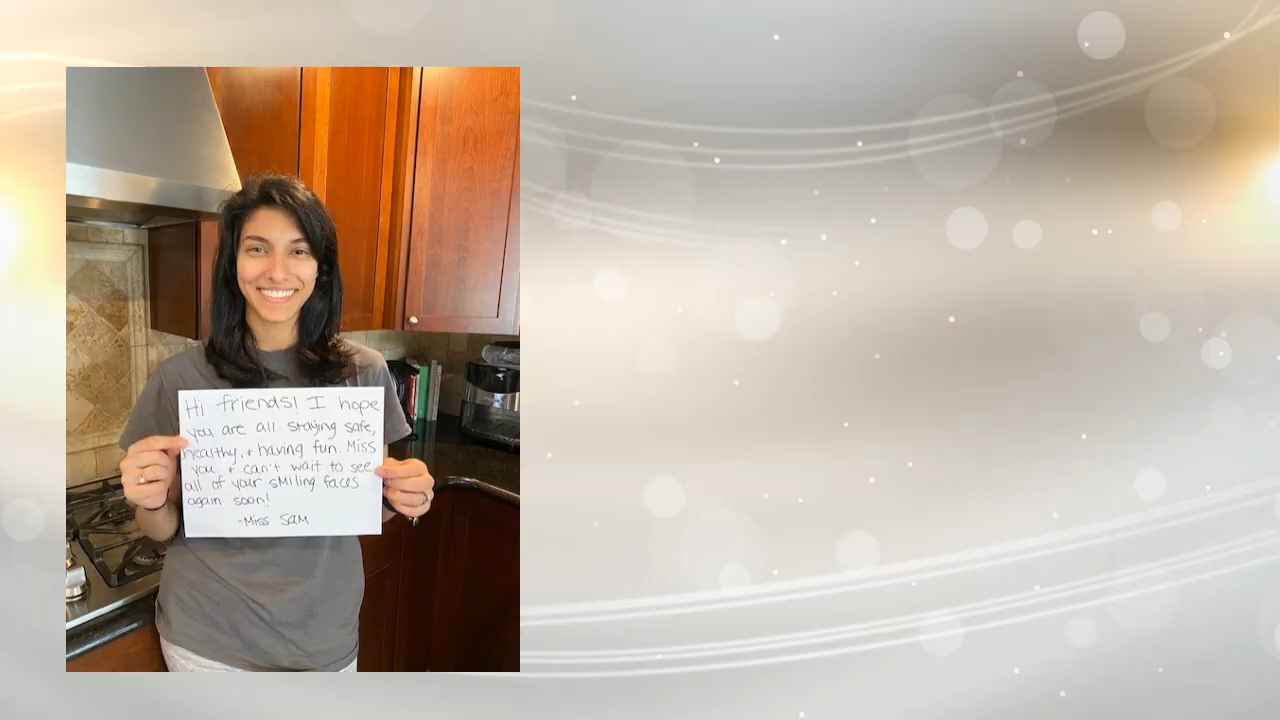 Hi friends! I hope
you are all staying safe,
healthy, + having fun. Miss
you + can't wait to see
all of your smiling faces
again soon!
-Miss Sam